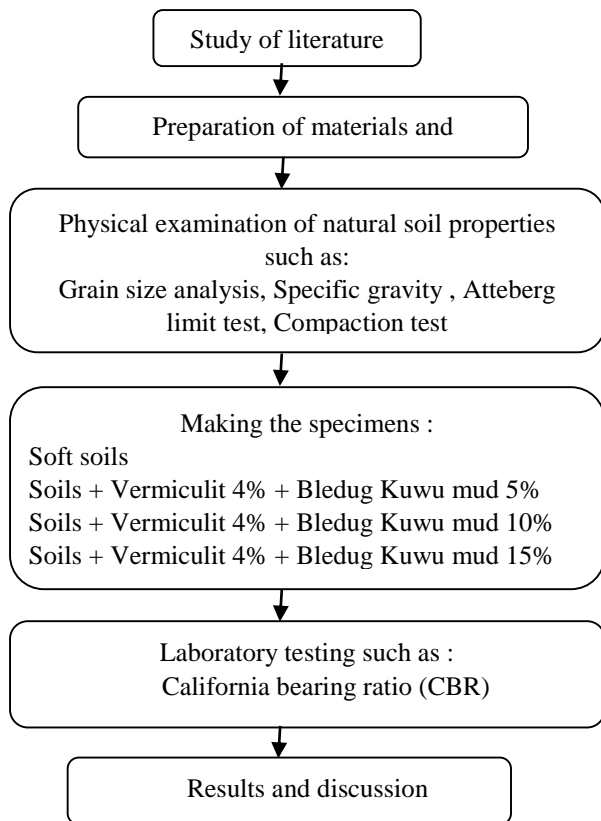 Study of literature
Preparation of materials and
Physical examination of natural soil properties
such as:
Grain size analysis, Specific gravity , Atteberg
limit test, Compaction test
Making the specimens :
Soft soils
Soils + Vermiculit 4% + Bledug Kuwu mud 5%
Soils + Vermiculit 4% + Bledug Kuwu mud 10%
Soils + Vermiculit 4% + Bledug Kuwu mud 15%
Laboratory testing such as :
California bearing ratio (CBR)
Results and discussion